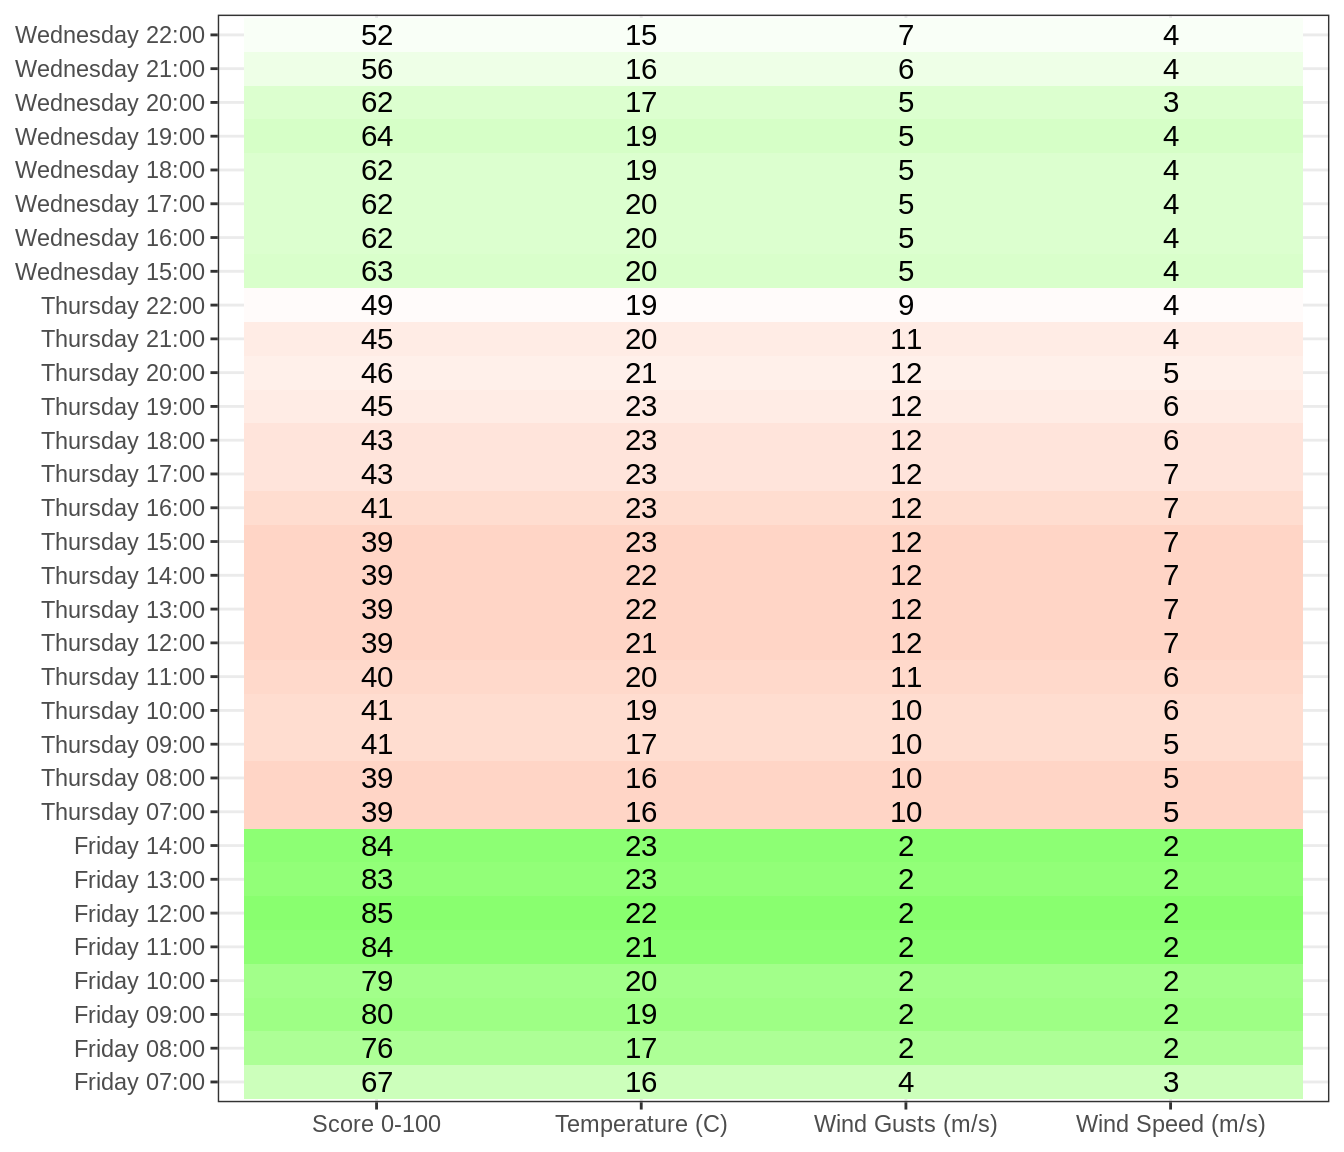 Wednesday 22:00 52 15 7 4
Wednesday 21:00 56 16 6 4
Wednesday 20:00 62 17 5 3
Wednesday 19:00 64 19 5 4
Wednesday 18:00 62 19 5 4
Wednesday 17:00 62 20 5 4
Wednesday 16:00 62 20 5 4
Wednesday 15:00 63 20 5 4
Thursday 22:00 49 19 9 4
Thursday 21:00 45 20 11 4
Thursday 20:00 46 21 12 5
Thursday 19:00 45 23 12 6
Thursday 18:00 43 23 12 6
Thursday 17:00 43 23 12 7
Thursday 16:00 41 23 12 7
Thursday 15:00 39 23 12 7
Thursday 14:00 39 22 12 7
Thursday 13:00 39 22 12 7
Thursday 12:00 39 21 12 7
Thursday 11:00 40 20 11 6
Thursday 10:00 41 19 10 6
Thursday 09:00 41 17 10 5
Thursday 08:00 39 16 10 5
Thursday 07:00 39 16 10 5
Friday 14:00 84 23 2 2
Friday 13:00 83 23 2 2
Friday 12:00 85 22 2 2
Friday 11:00 84 21 2 2
Friday 10:00 79 20 2 2
Friday 09:00 80 19 2 2
Friday 08:00 76 17 2 2
Friday 07:00 67 16 4 3
Score 0-100 Temperature (C) Wind Gusts (m/s) Wind Speed (m/s)